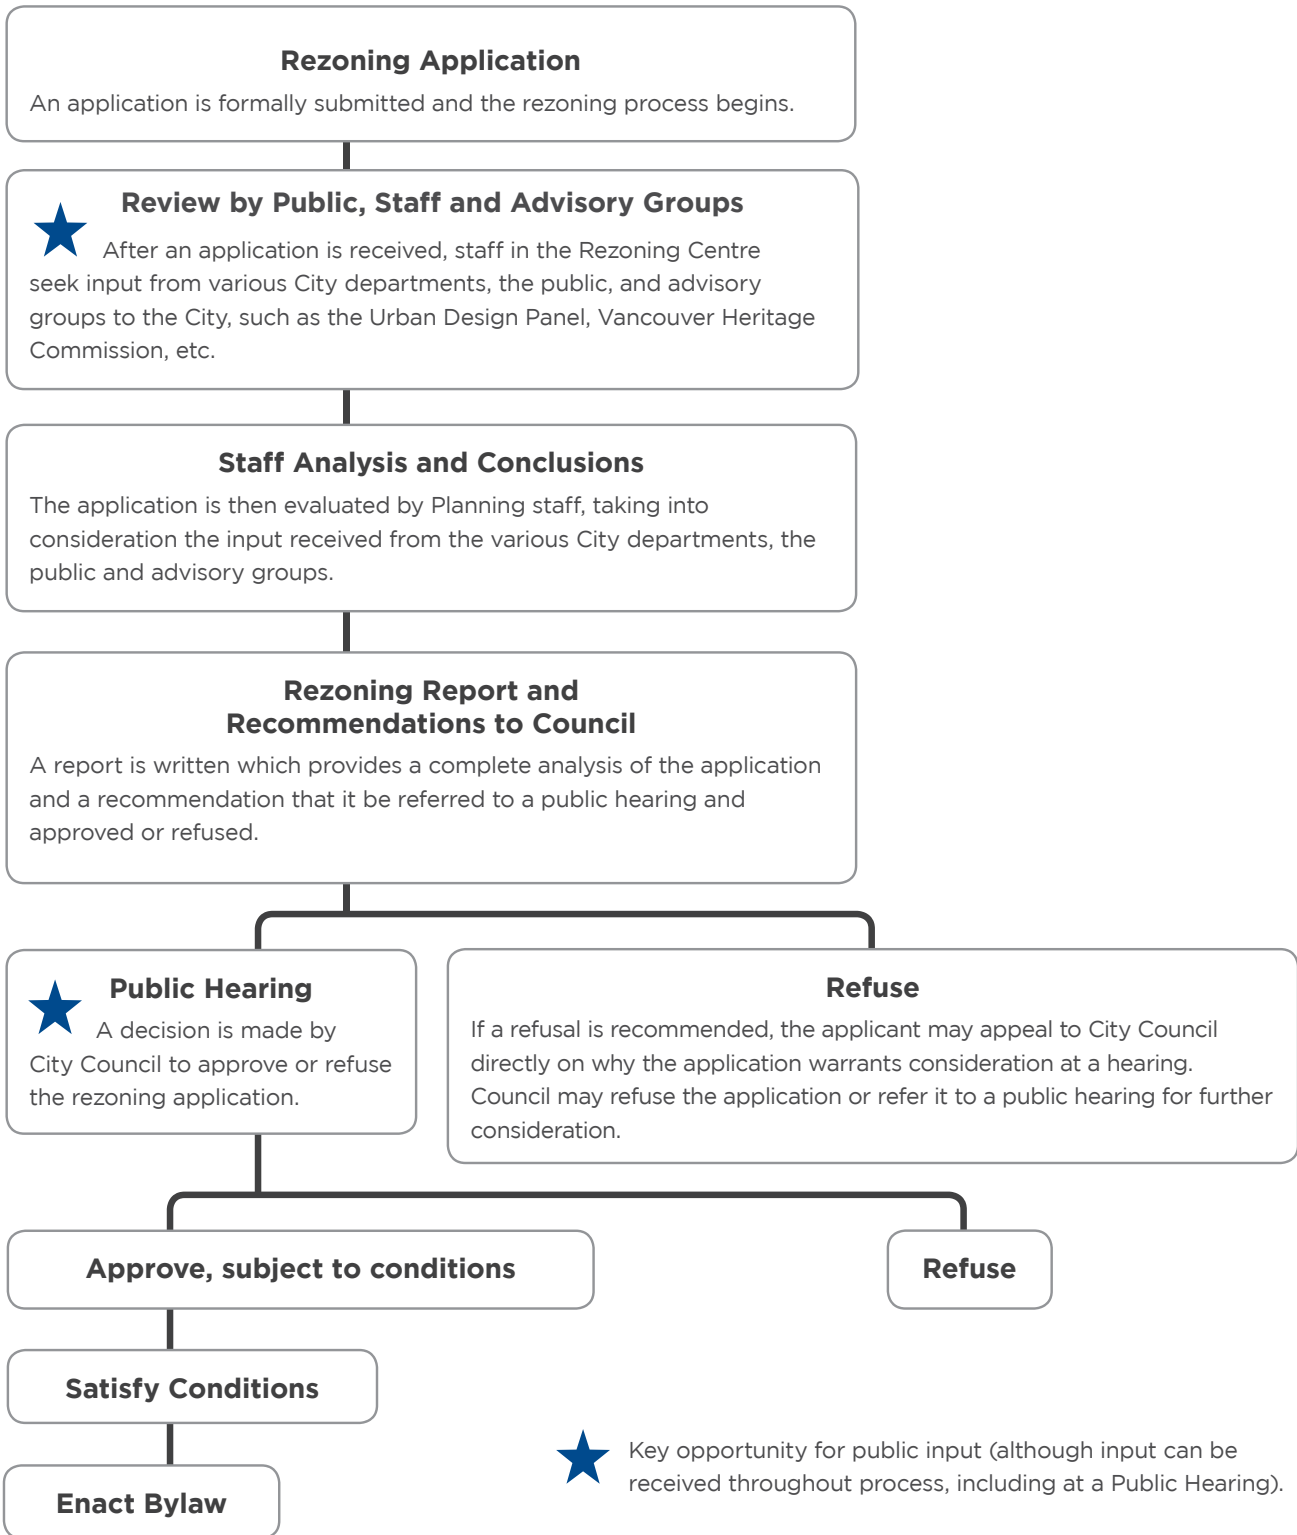 Rezoning Application
An application is formally submitted and the rezoning process begins.
Review by Public, Staff and Advisory Groups
After an application is received, staff in the Rezoning Centre
seek input from various City departments, the public, and advisory
groups to the City, such as the Urban Design Panel, Vancouver Heritage
Commission, etc.
Staff Analysis and Conclusions
The application is then evaluated by Planning staff, taking into
consideration the input received from the various City departments, the
public and advisory groups.
Rezoning Report and
Recommendations to Council
A report is written which provides a complete analysis of the application
and a recommendation that it be referred to a public hearing and
approved or refused.
Public Hearing
A decision is made by
City Council to approve or refuse
the rezoning application.
Refuse
If a refusal is recommended, the applicant may appeal to City Council
directly on why the application warrants consideration at a hearing.
Council may refuse the application or refer it to a public hearing for further
consideration.
Approve, subject to conditions
Refuse
Satisfy Conditions
Enact Bylaw
Key opportunity for public input (although input can be
received throughout process, including at a Public Hearing).